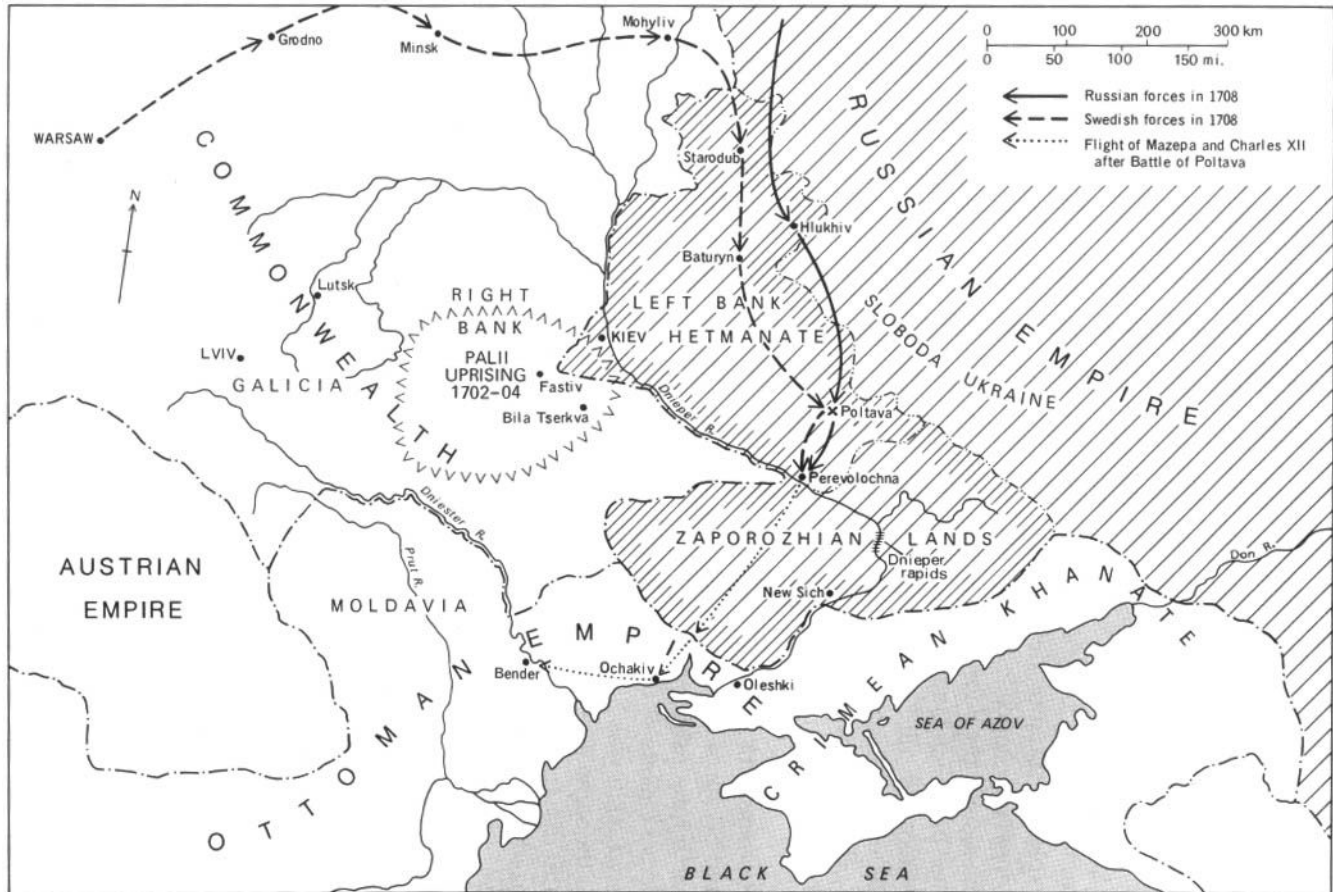 Mohyliv
Grodno
Minsk
0 100 200 300 km
0 50 100 150 mi.
Russian forces in 1708
Swedish forces in 1708
Flight of Mazepa and Charles XII
after Battle of Poltava
WARSAW
COMMONWEALTH
RUSSIAN EMPIRE
Starodub
N
Hlukhiv
Baturyn
Lutsk
RIGHT
BANK
LEFT BANK
HETMANATE
SLOBODA UKRAINE
KIEV
LVIV
GALICIA
PALII
UPRISING
1702–04
Fastiv
Bila Tserkva
Dnieper R.
Poltava
Perevolochna
Dniester R.
Prut R.
ZAPOROZHIAN LANDS
Dnieper
rapids
Don R.
AUSTRIAN
EMPIRE
MOLDAVIA
New Sich
OTTOMAN EMPIRE
Bender
Ochakiv
Oleshki
CRIMEAN KHANATE
SEA OF AZOV
BLACK SEA